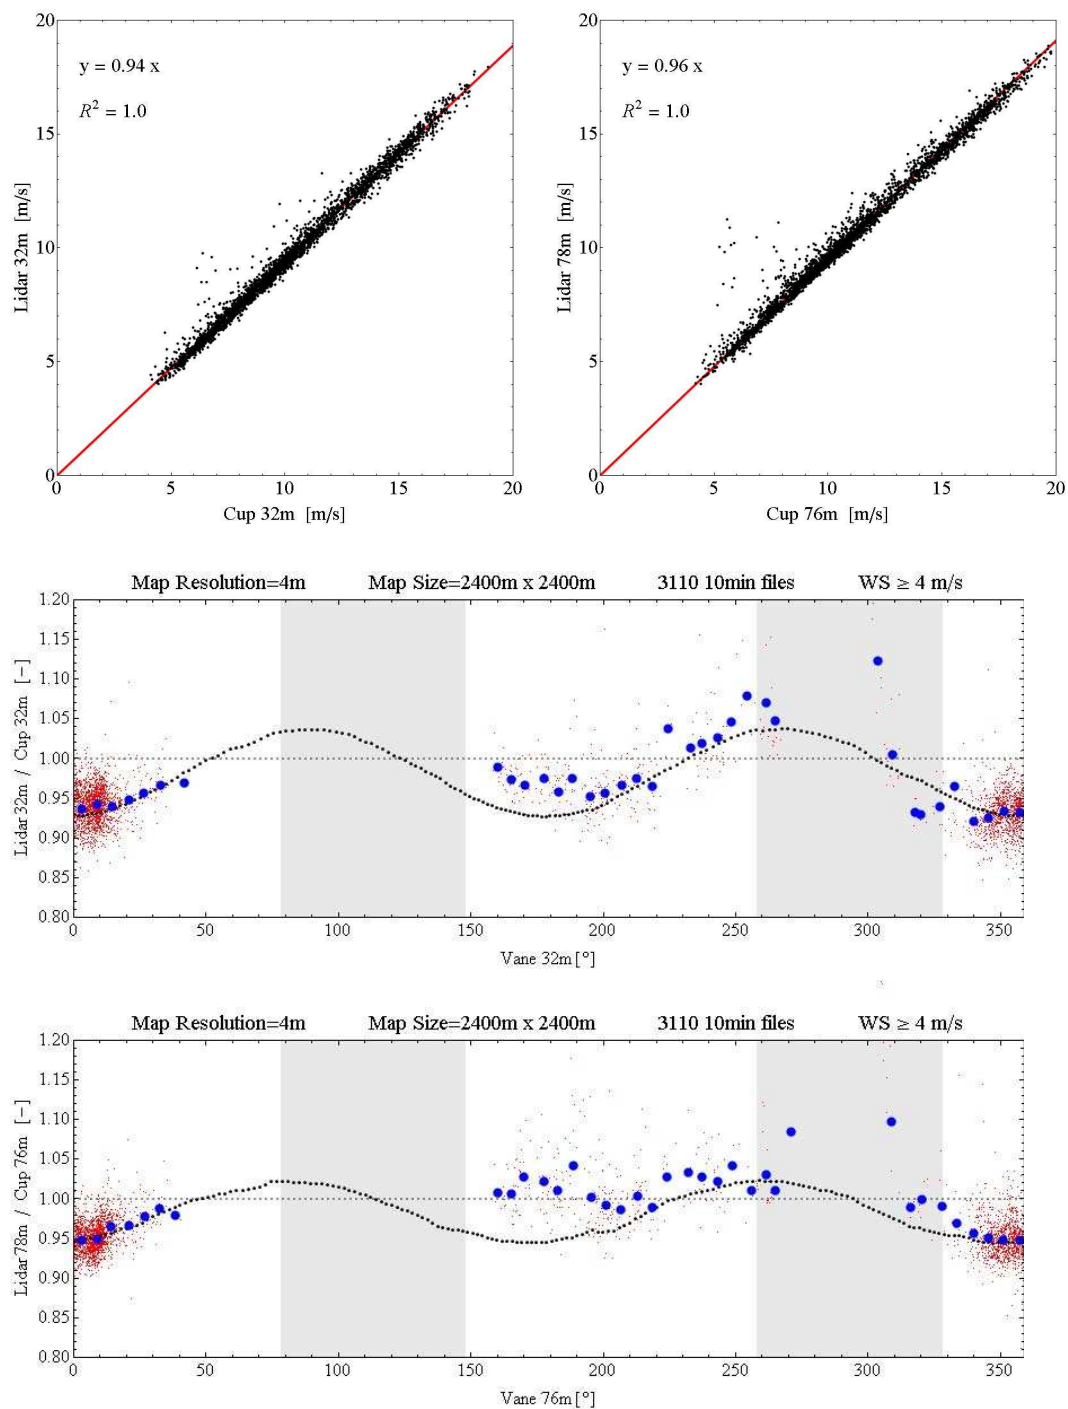 20
15
10
5
0
y = 0.94 x
R² = 1.0
Lidar 32m [m/s]
0 5 10 15 20
Cup 32m [m/s]
20
15
10
5
0
y = 0.96 x
R² = 1.0
Lidar 78m [m/s]
0 5 10 15 20
Cup 76m [m/s]
Map Resolution=4m Map Size=2400m x 2400m 3110 10min files WS ≥ 4 m/s
1.20
1.15
1.10
1.05
1.00
0.95
0.90
0.85
0.80
Lidar 32m / Cup 32m [−]
0 50 100 150 200 250 300 350
Vane 32m[°]
Map Resolution=4m Map Size=2400m x 2400m 3110 10min files WS ≥ 4 m/s
1.20
1.15
1.10
1.05
1.00
0.95
0.90
0.85
0.80
Lidar78m / Cup 76m [−]
0 50 100 150 200 250 300 350
Vane 76m[°]